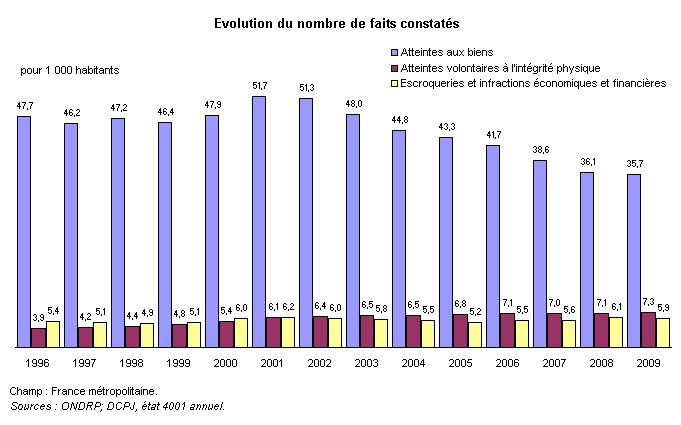 Evolution du nombre de faits constatés
Atteintes aux biens
pour 1 000 habitants
Atteintes volontaires à l'intégrité physique
Escroqueries et infractions économiques et financières
47,7 46,2 47,2 46,4 47,9 51,7 51,3 48,0 44,8 43,3 41,7 38,6 36,1 35,7
3,9 5,4 4,2 5,1 4,4 4,9 4,8 5,1 5,4 6,0 6,1 6,2 6,4 6,0 6,5 5,8 6,5 5,5 6,8 5,2 7,1 5,5 7,0 5,6 7,1 6,1 7,3 5,9
1996 1997 1998 1999 2000 2001 2002 2003 2004 2005 2006 2007 2008 2009
Champ : France métropolitaine.
Sources : ONDRP; DCPJ, état 4001 annuel.